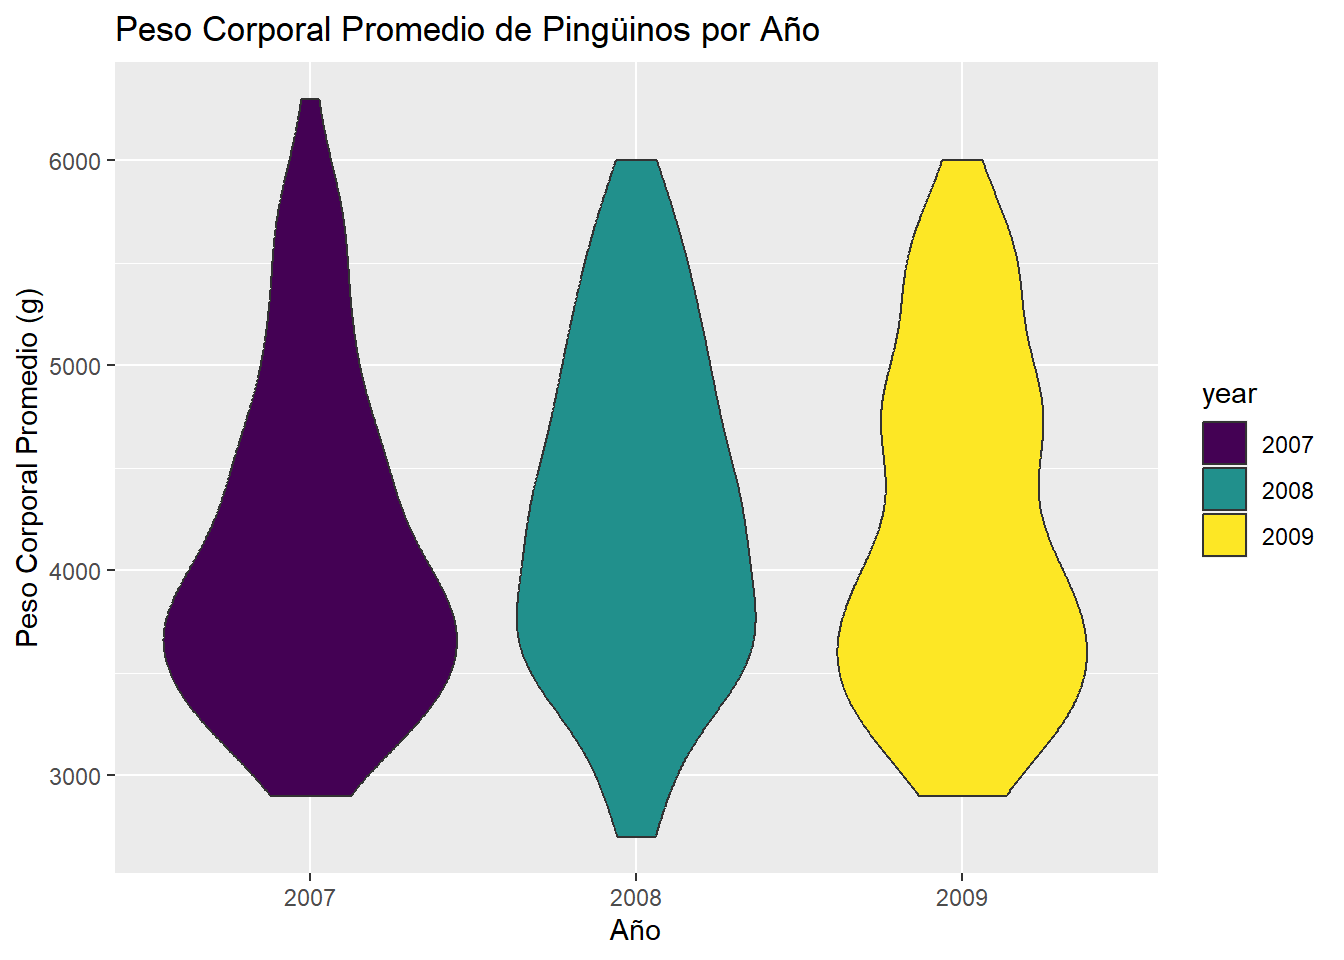 Peso Corporal Promedio de Pingüinos por Año
Peso Corporal Promedio (g)
6000
5000
4000
3000
2007
2008
2009
Año
year
2007
2008
2009